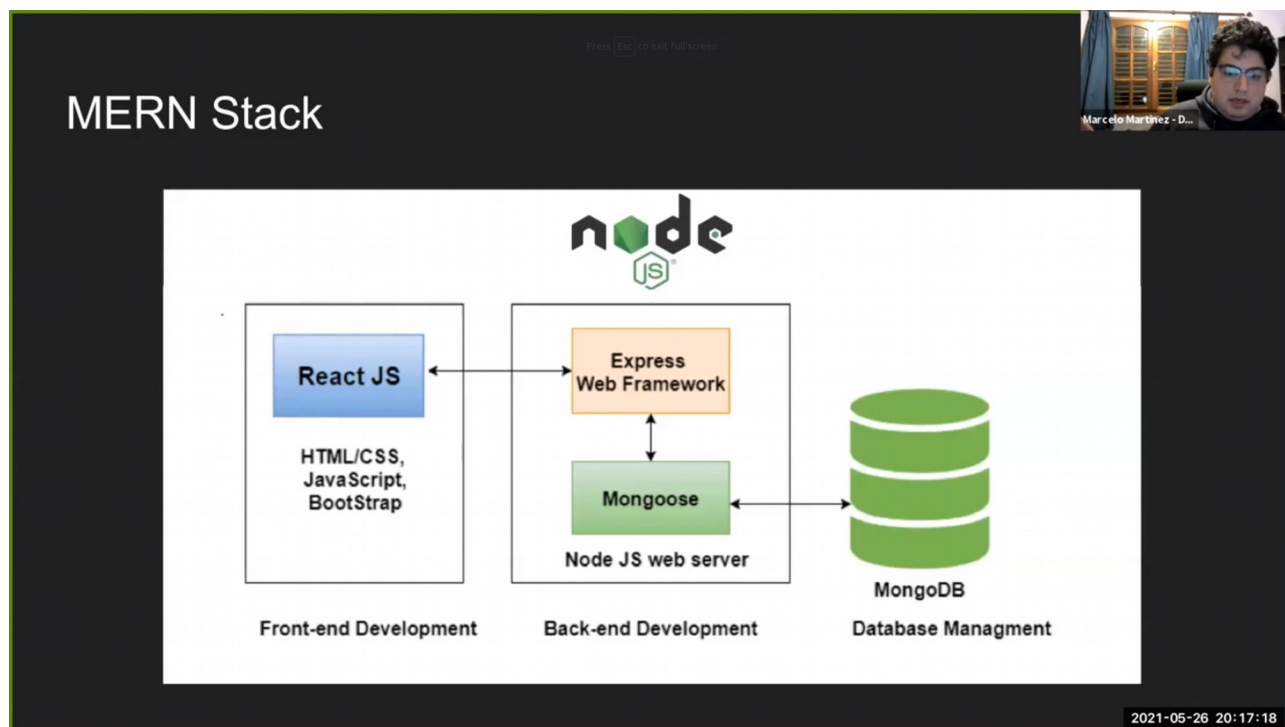 Press Esc to exit full screen
MERN Stack
Marcelo Martinez - D...
node
JS
React JS
HTML/CSS,
JavaScript,
BootStrap
Express
Web Framework
Mongoose
Node JS web server
MongoDB
Front-end Development
Back-end Development
Database Managment
2021-05-26 20:17:18